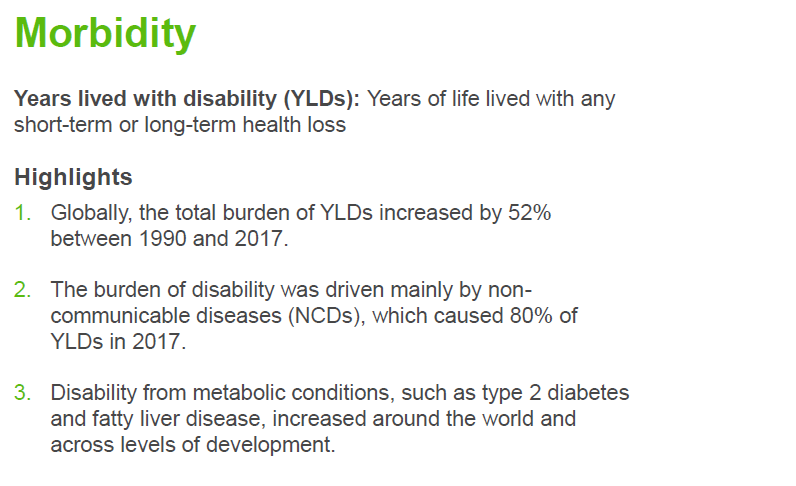 Morbidity
Years lived with disability (YLDs): Years of life lived with any
short-term or long-term health loss
Highlights
1. Globally, the total burden of YLDs increased by 52%
between 1990 and 2017.
2. The burden of disability was driven mainly by non-
communicable diseases (NCDs), which caused 80% of
YLDs in 2017.
3. Disability from metabolic conditions, such as type 2 diabetes
and fatty liver disease, increased around the world and
across levels of development.